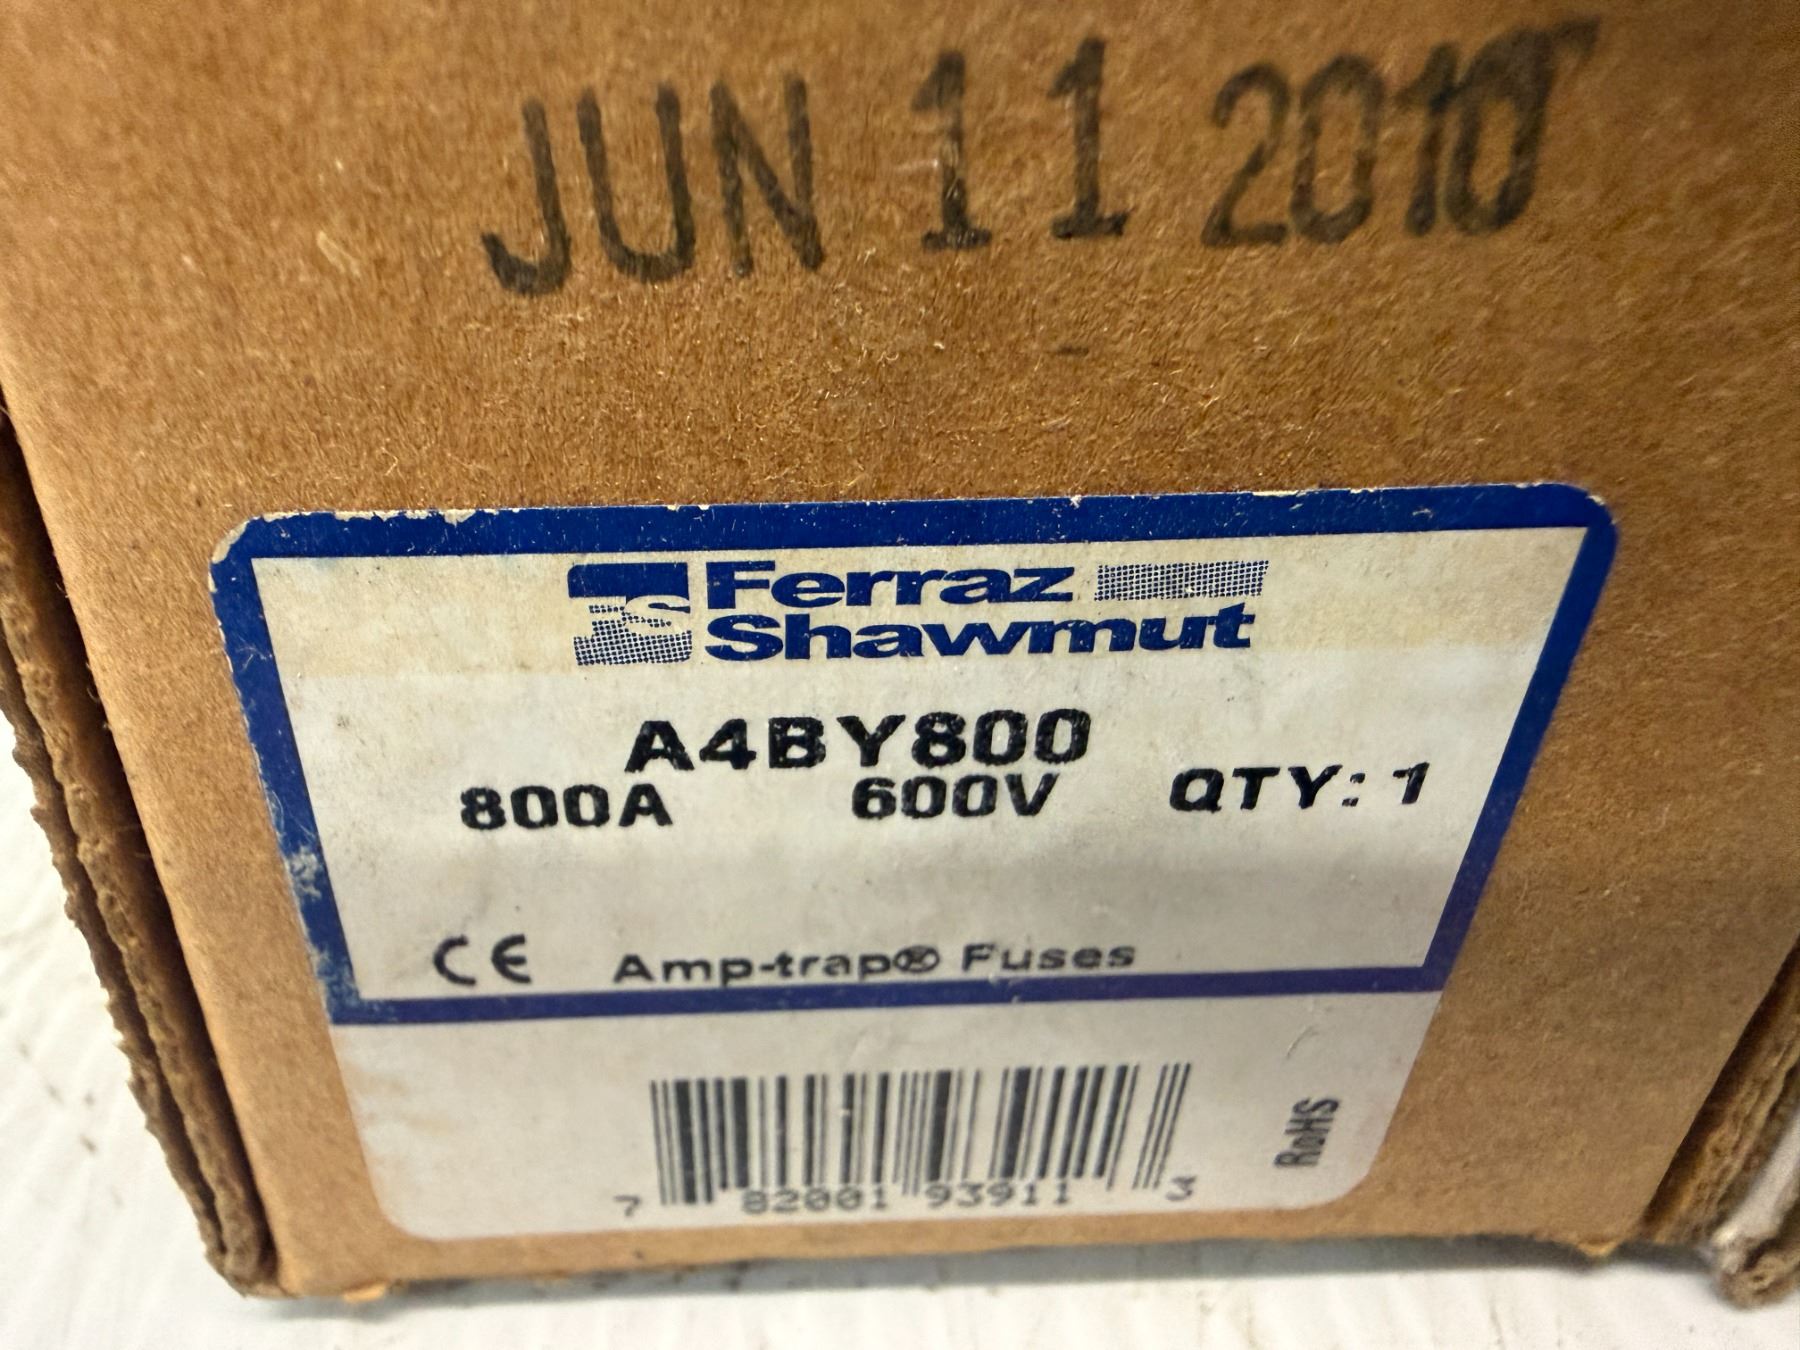 JUN 11 2010
FS Ferraz
Shawmut
A4BY800
800A 600V QTY: 1
CE Amp-trap® Fuses
RoHS
7 82001 93911 3